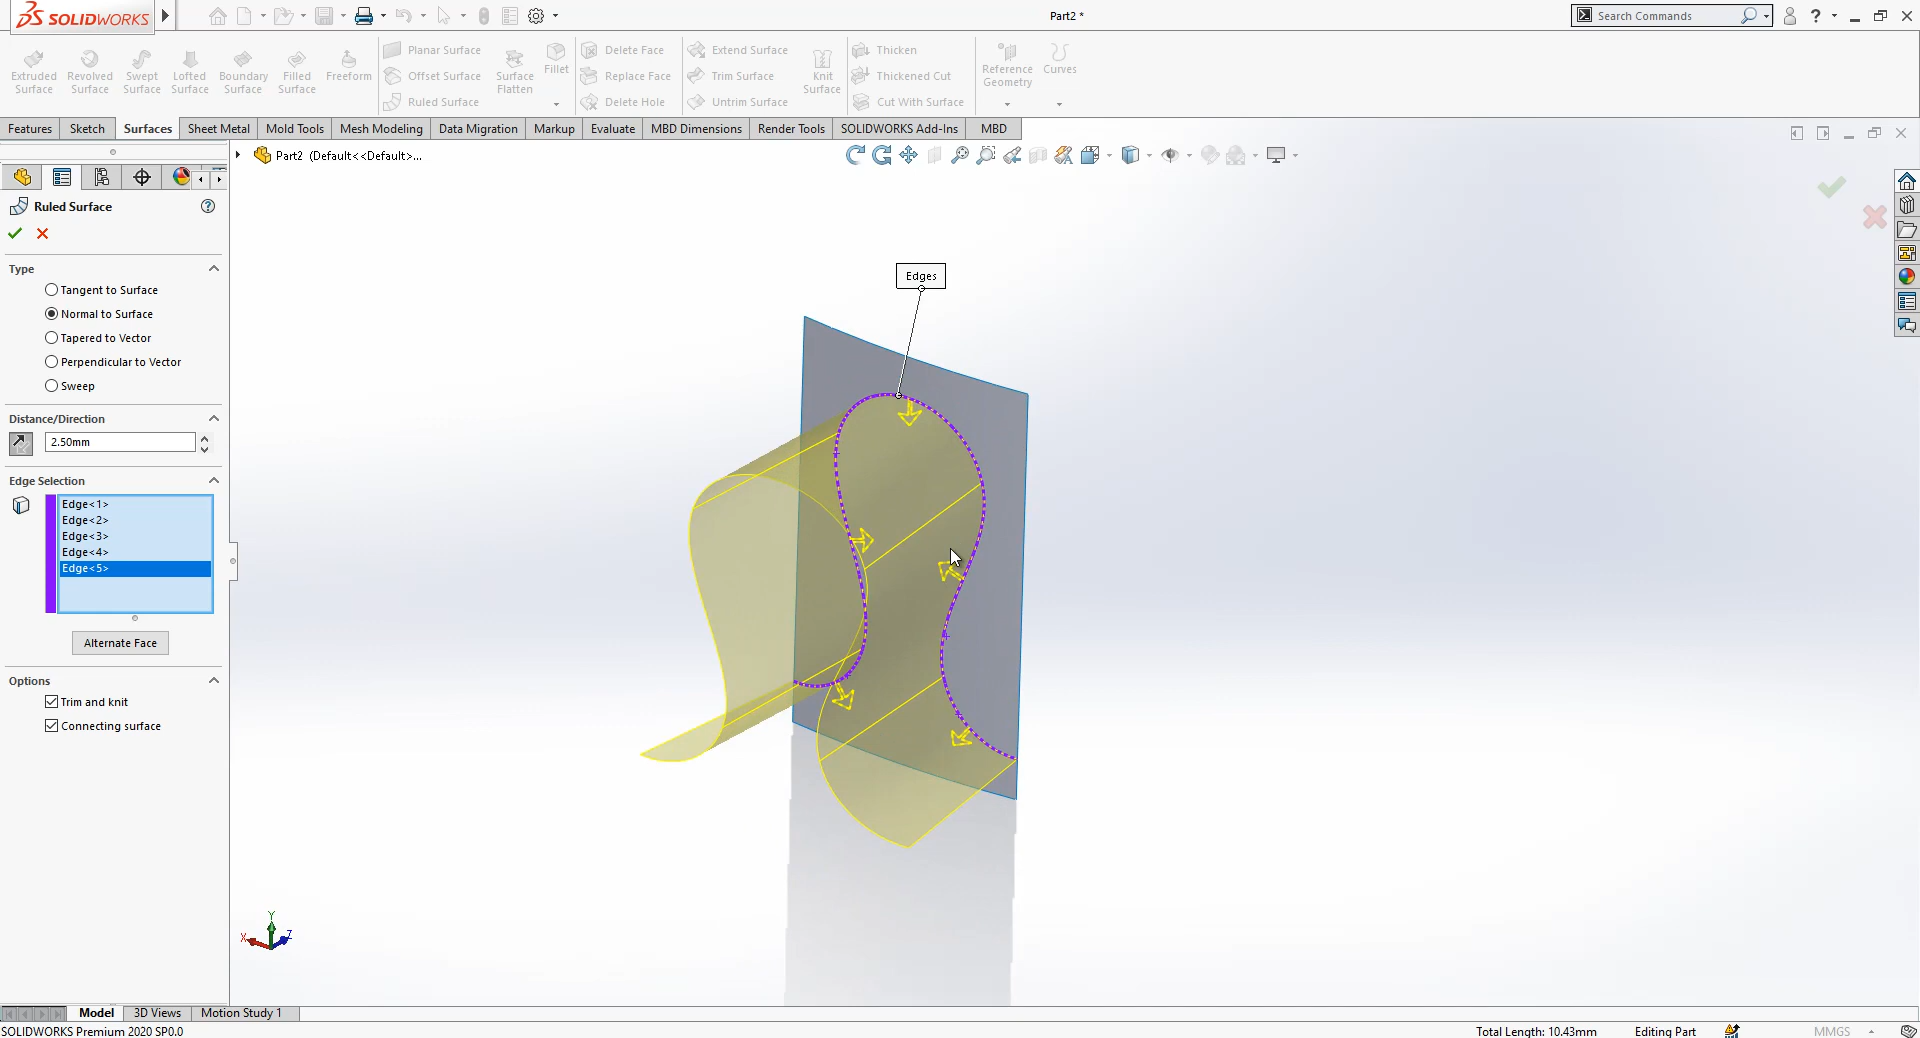 SOLIDWORKS
Part2 *
Search Commands
?
Extruded Surface
Revolved Surface
Swept Surface
Lofted Surface
Boundary Surface
Filled Surface
Freeform
Planar Surface
Offset Surface
Ruled Surface
Surface Flatten
Fillet
Delete Face
Replace Face
Delete Hole
Extend Surface
Trim Surface
Untrim Surface
Knit Surface
Thicken
Thickened Cut
Cut With Surface
Reference Geometry
Curves
Features
Sketch
Surfaces
Sheet Metal
Mold Tools
Mesh Modeling
Data Migration
Markup
Evaluate
MBD Dimensions
Render Tools
SOLIDWORKS Add-Ins
MBD
Part2 (Default<<Default>...
Ruled Surface
?
Type
Tangent to Surface
Normal to Surface
Tapered to Vector
Perpendicular to Vector
Sweep
Distance/Direction
2.50mm
Edge Selection
Edge<1>
Edge<2>
Edge<3>
Edge<4>
Edge<5>
Alternate Face
Options
Trim and knit
Connecting surface
Edges
Y
X
Z
Model
3D Views
Motion Study 1
SOLIDWORKS Premium 2020 SP0.0
Total Length: 10.43mm
Editing Part
MMGS